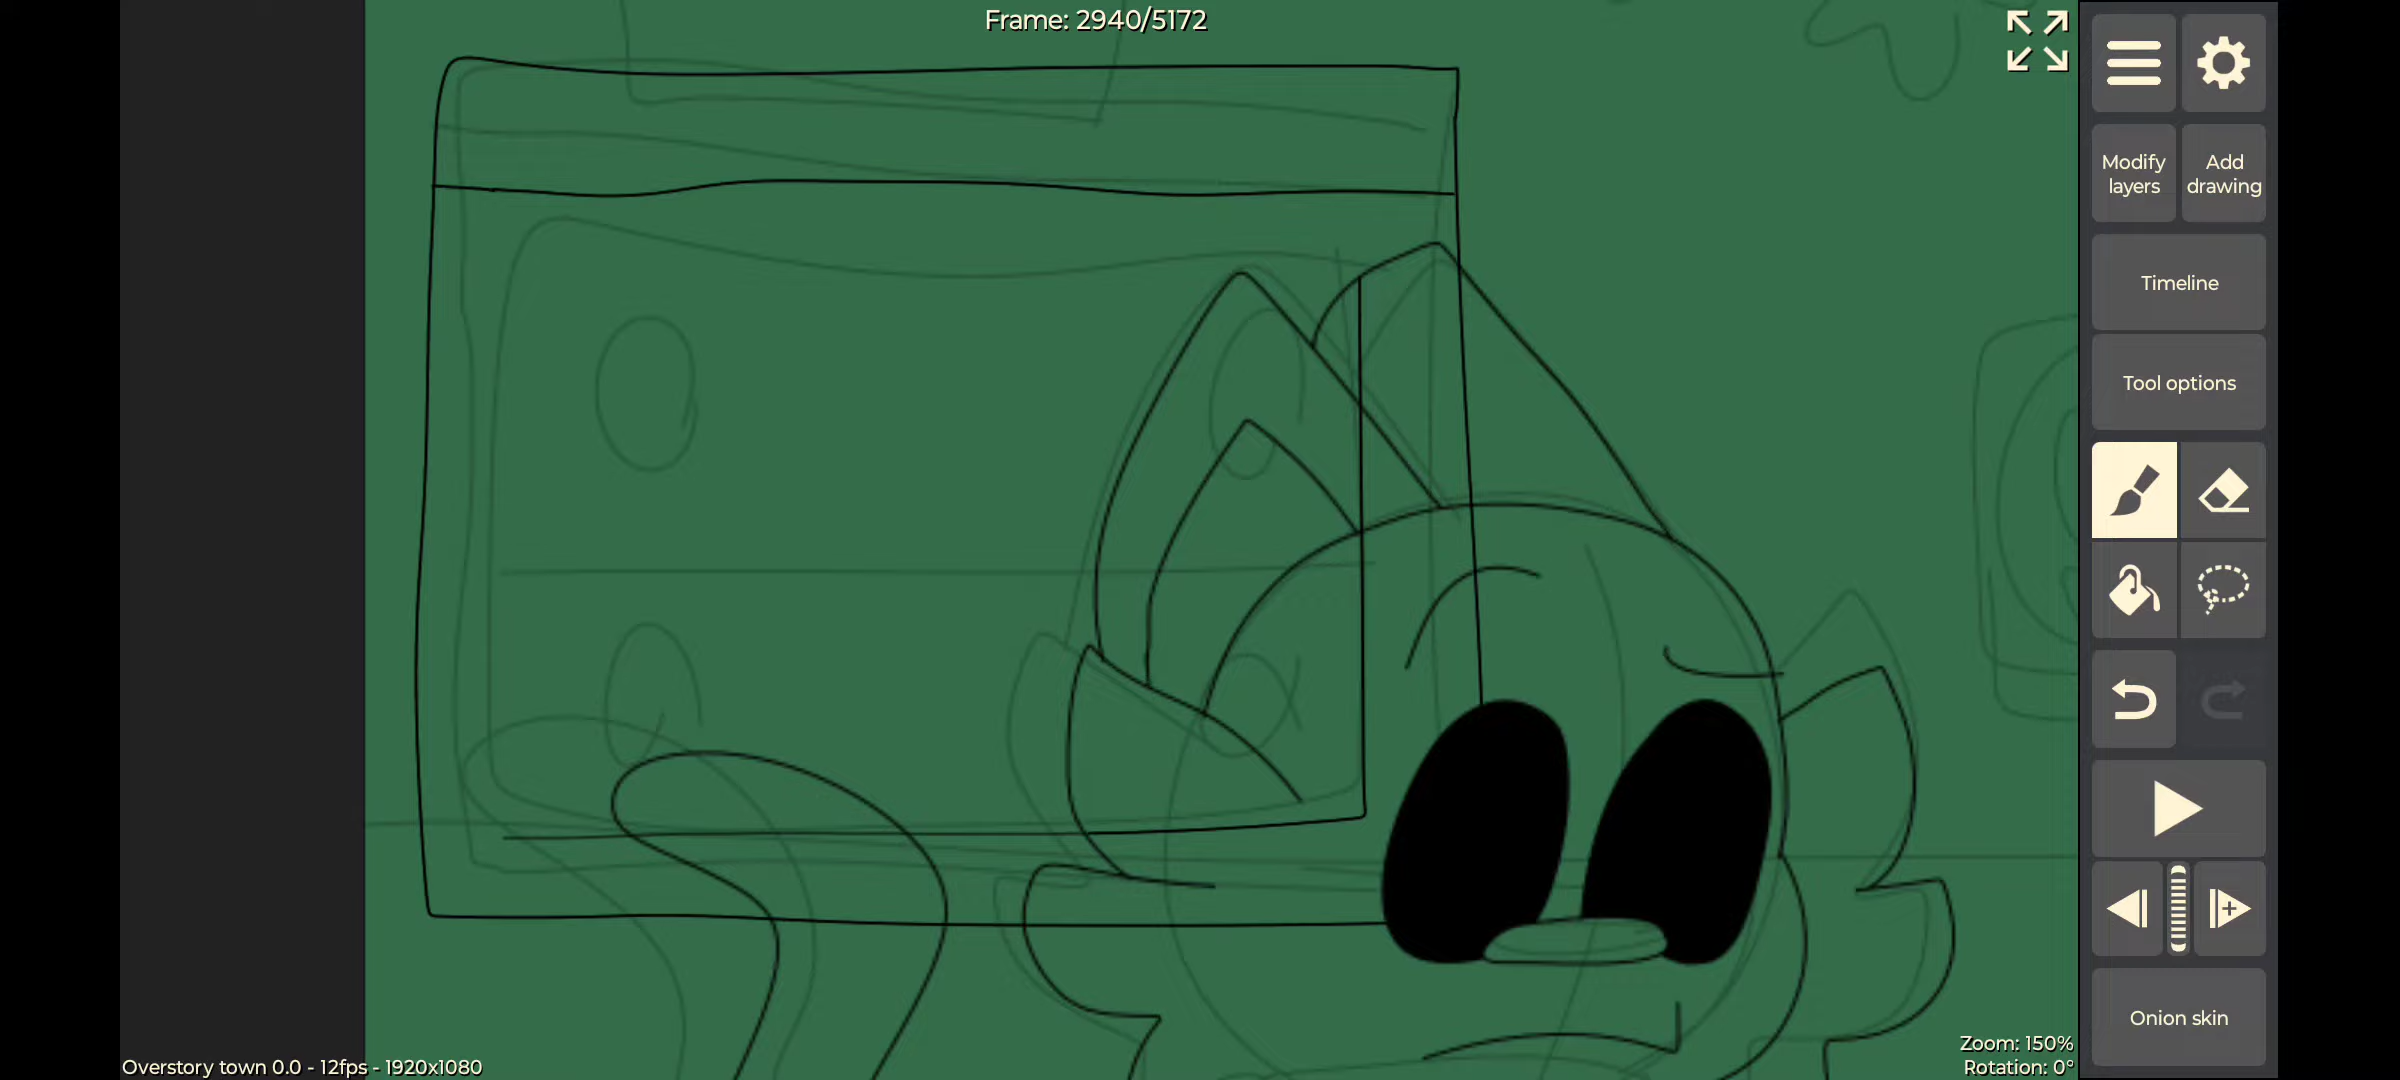 Frame: 2940/5172
Modify layers
Add drawing
Timeline
Tool options
Onion skin
Zoom: 150%
Rotation: 0°
Overstory town 0.0 - 12fps - 1920x1080